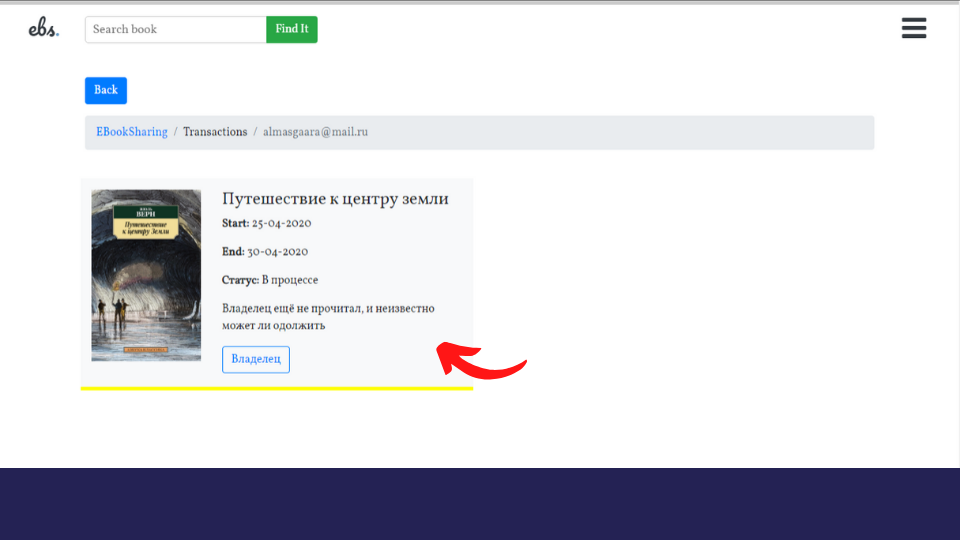 ebs.
Search book
Find It
Back
EBookSharing / Transactions / almasgaara@mail.ru
ВЕРН
Путешествие
к центру Земли
Путешествие к центру земли
Start: 25-04-2020
End: 30-04-2020
Статус: В процессе
Владелец ещё не прочитал, и неизвестно
может ли одолжить
Владелец